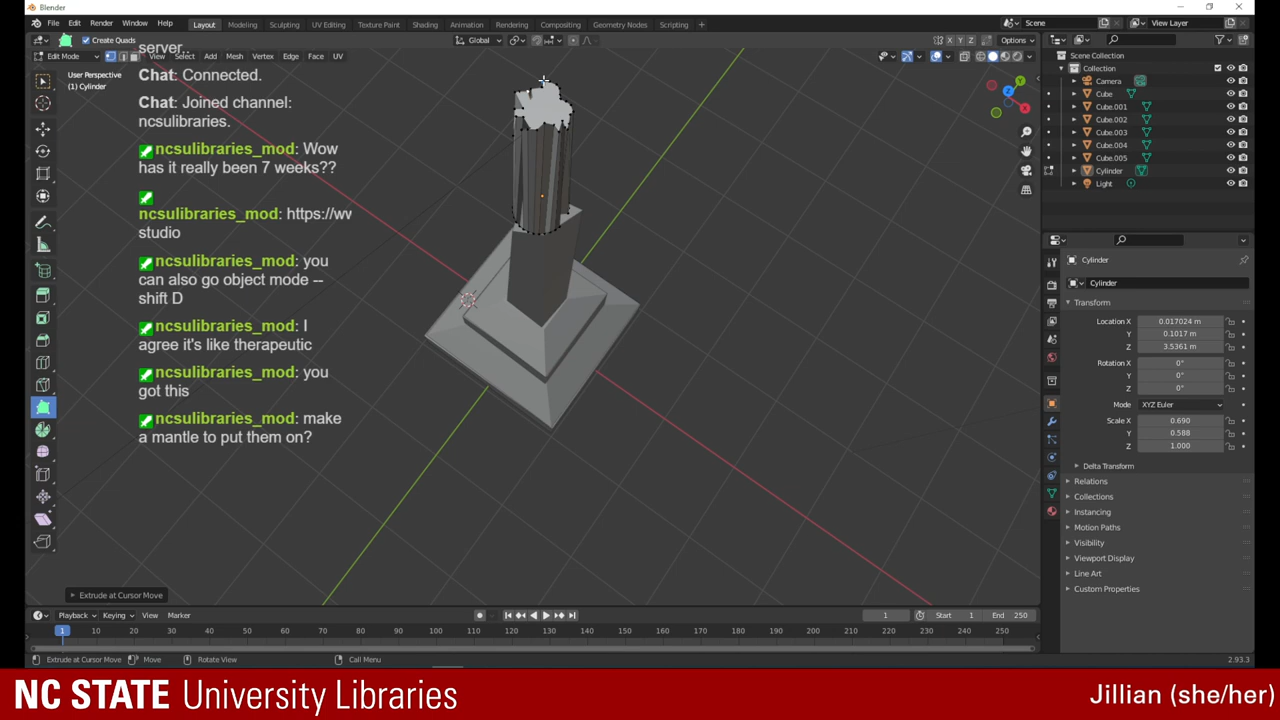 Blender
File Edit Render Window Help
Layout Modeling Sculpting UV Editing Texture Paint Shading Animation Rendering Compositing Geometry Nodes Scripting +
Scene
View Layer
Create Quads
Global
X Y Z
Options
Edit Mode
View Select Add Mesh Vertex Edge Face UV
User Perspective
(1) Cylinder
server..
Chat: Connected.
Chat: Joined channel:
ncsulibraries.
ncsulibraries_mod: Wow
has it really been 7 weeks??
ncsulibraries_mod: https://wv
studio
ncsulibraries_mod: you
can also go object mode --
shift D
ncsulibraries_mod: I
agree it's like therapeutic
ncsulibraries_mod: you
got this
ncsulibraries_mod: make
a mantle to put them on?
Z
Y
X
Scene Collection
Collection
Camera
Cube
Cube.001
Cube.002
Cube.003
Cube.004
Cube.005
Cylinder
Light
Cylinder
Cylinder
Transform
Location X 0.017024 m
Y 0.1017 m
Z 3.5361 m
Rotation X 0°
Y 0°
Z 0°
Mode XYZ Euler
Scale X 0.690
Y 0.588
Z 1.000
Delta Transform
Relations
Collections
Instancing
Motion Paths
Visibility
Viewport Display
Line Art
Custom Properties
Extrude at Cursor Move
Playback Keying View Marker
1 Start 1 End 250
1 10 20 30 40 50 60 70 80 90 100 110 120 130 140 150 160 170 180 190 200 210 220 230 240 250
Extrude at Cursor Move Move Rotate View Call Menu
2.93.3
NC STATE University Libraries
Jillian (she/her)